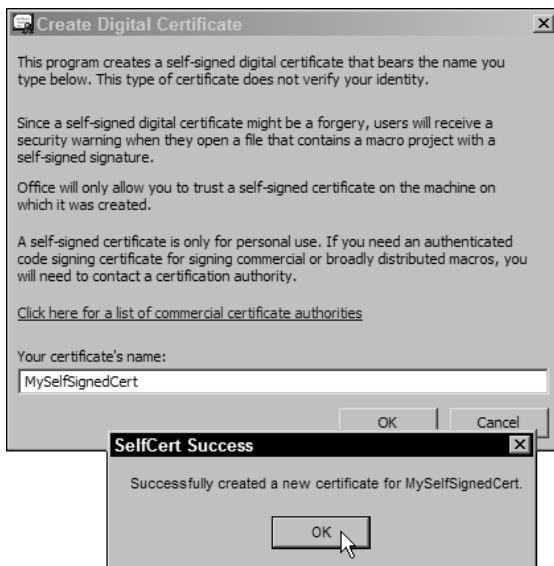 Create Digital Certificate
This program creates a self-signed digital certificate that bears the name you
type below. This type of certificate does not verify your identity.
Since a self-signed digital certificate might be a forgery, users will receive a
security warning when they open a file that contains a macro project with a
self-signed signature.
Office will only allow you to trust a self-signed certificate on the machine on
which it was created.
A self-signed certificate is only for personal use. If you need an authenticated
code signing certificate for signing commercial or broadly distributed macros, you
will need to contact a certification authority.
Click here for a list of commercial certificate authorities
Your certificate's name:
MySelfSignedCert
OK Cancel
SelfCert Success
Successfully created a new certificate for MySelfSignedCert.
OK